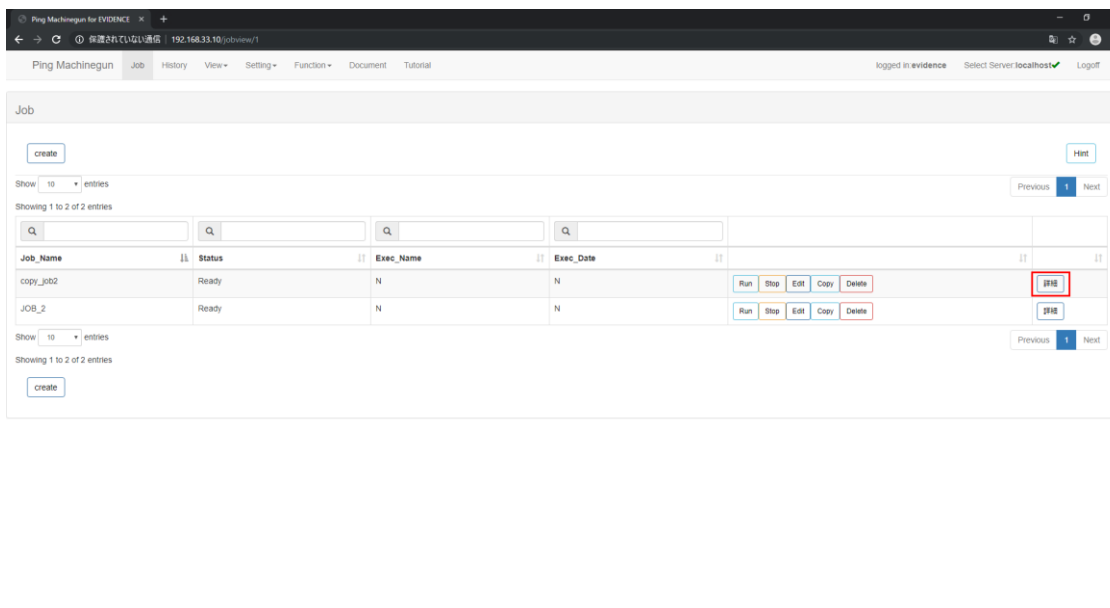 Ping Machinegun for EVIDENCE × +
保護されていない通信 | 192.168.33.10/jobview/1
Ping Machinegun Job History View Setting Function Document Tutorial logged in:evidence Select Server:localhost Logoff
Job
create Hint
Show 10 entries Previous 1 Next
Showing 1 to 2 of 2 entries
Job_Name Status Exec_Name Exec_Date
copy_job2 Ready N N Run Stop Edit Copy Delete 詳細
JOB_2 Ready N N Run Stop Edit Copy Delete 詳細
Show 10 entries Previous 1 Next
Showing 1 to 2 of 2 entries
create